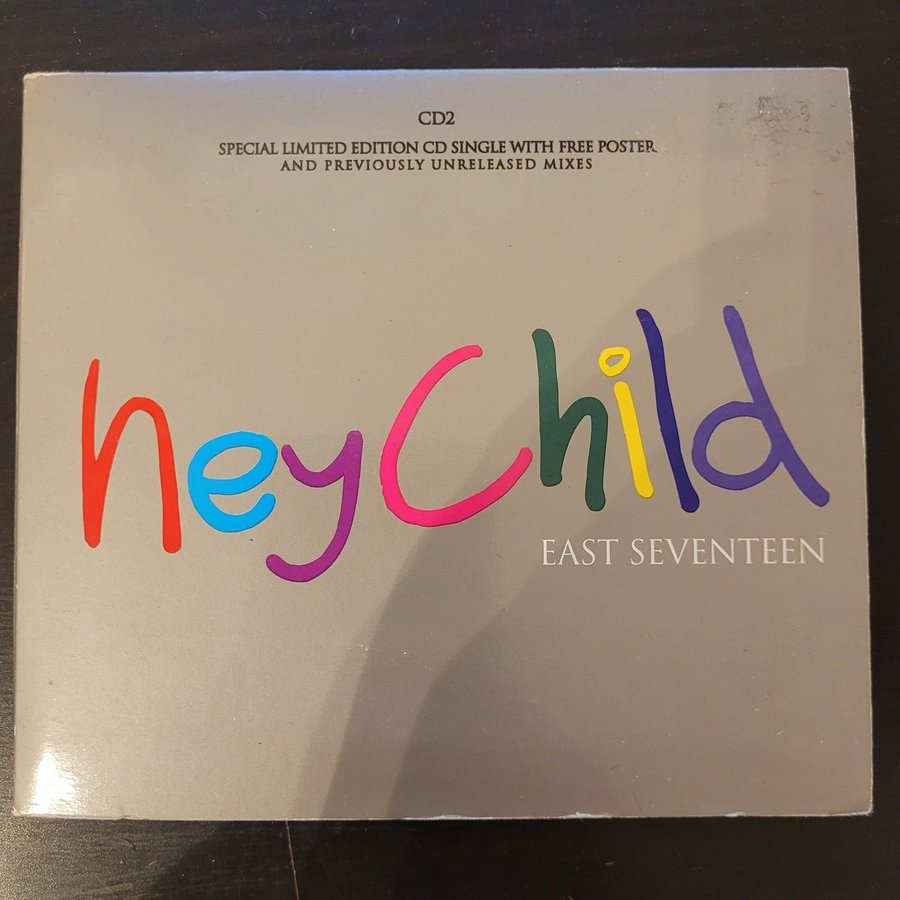 CD2
SPECIAL LIMITED EDITION CD SINGLE WITH FREE POSTER
AND PREVIOUSLY UNRELEASED MIXES
heyChild
EAST SEVENTEEN